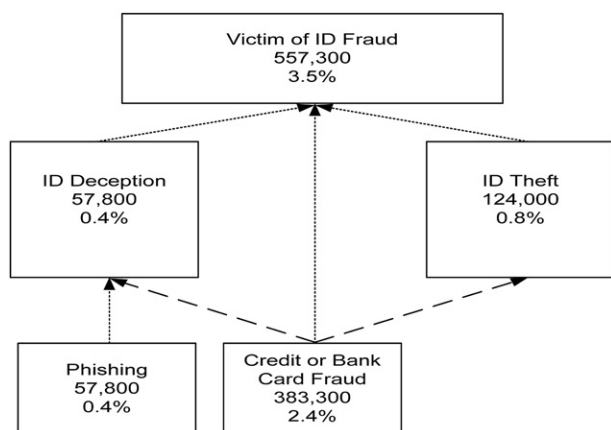 Victim of ID Fraud
557,300
3.5%
ID Deception
57,800
0.4%
ID Theft
124,000
0.8%
Phishing
57,800
0.4%
Credit or Bank
Card Fraud
383,300
2.4%